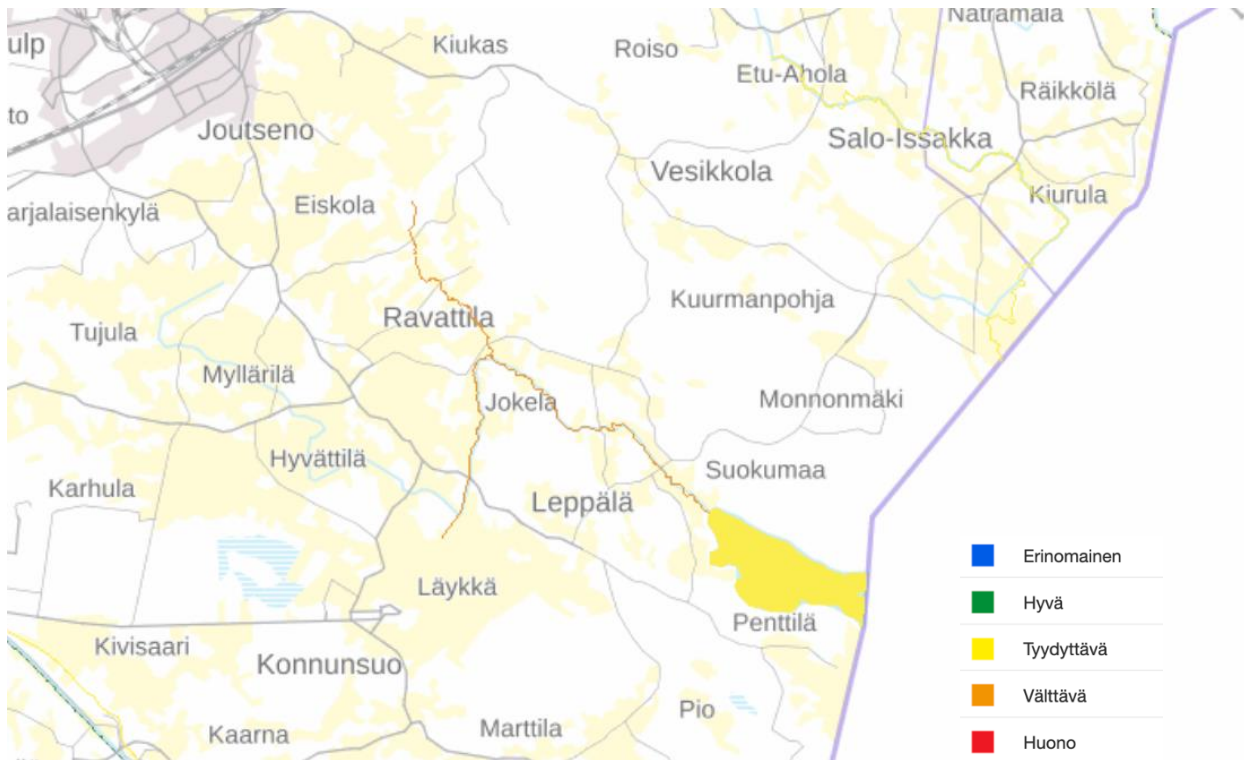 ulp
Kiukas
Roiso
Natramala
Etu-Ahola
Räikkölä
to
Joutseno
Salo-Issakka
Vesikkola
Kiurula
arjalaisenkylä
Eiskola
Kuurmanpohja
Ravattila
Tujula
Myllärilä
Jokela
Monnonmäki
Hyvättilä
Suokumaa
Karhula
Leppälä
Erinomainen
Läykkä
Hyvä
Penttilä
Kivisaari
Tyydyttävä
Konnunsuo
Välttävä
Pio
Marttila
Kaarna
Huono